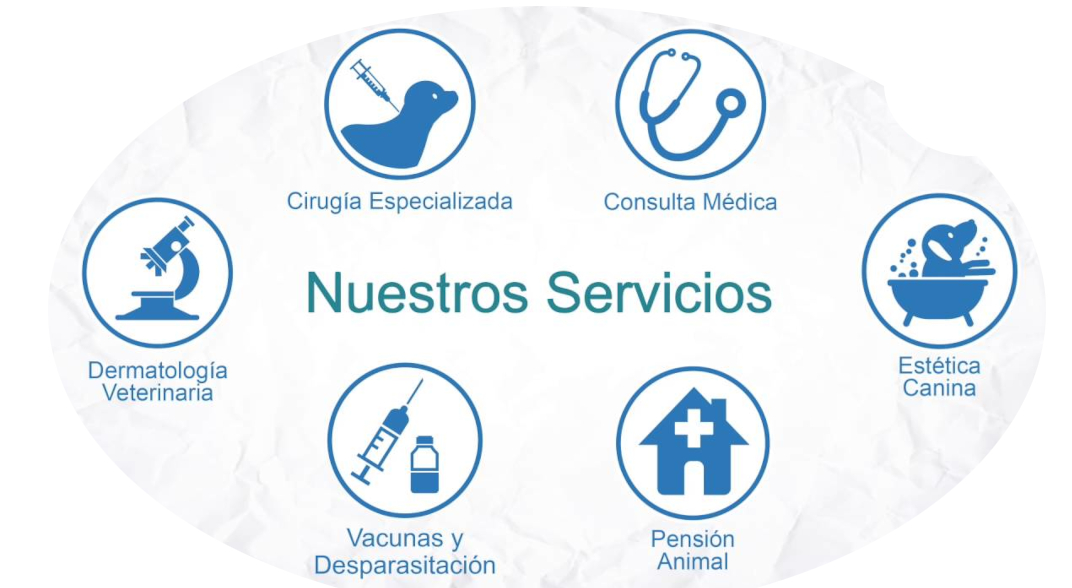 Cirugía Especializada
Consulta Médica
Nuestros Servicios
Dermatología
Veterinaria
Estética
Canina
Vacunas y
Desparasitación
Pensión
Animal